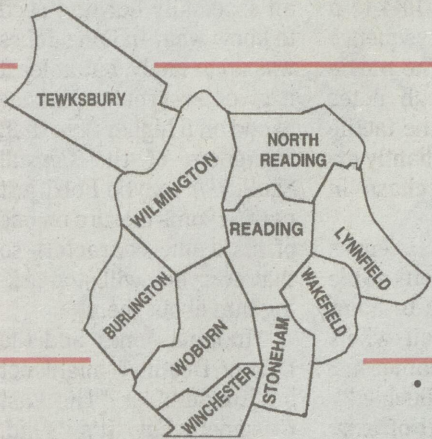 TEWKSBURY
NORTH
READING
WILMINGTON
READING
LYNNFIELD
WAKEFIELD
BURLINGTON
WOBURN
STONEHAM
WINCHESTER